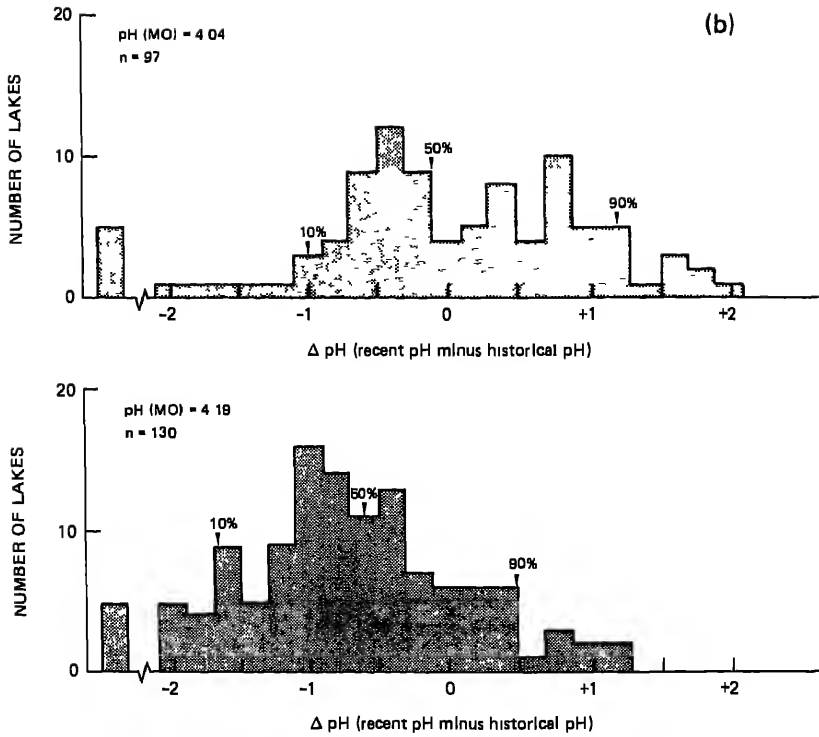 (b)
pH (MO) = 4 04
n = 97
NUMBER OF LAKES
20
10
0
10%
50%
90%
-2 -1 0 +1 +2
Δ pH (recent pH minus historical pH)
pH (MO) = 4 19
n = 130
NUMBER OF LAKES
20
10
0
10%
50%
90%
-2 -1 0 +1 +2
Δ pH (recent pH minus historical pH)